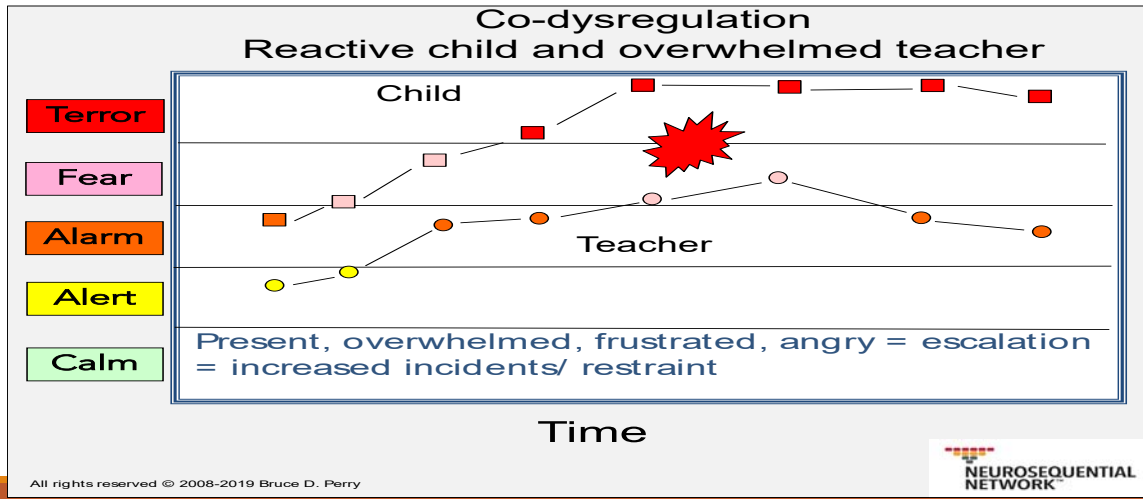 Co-dysregulation
Reactive child and overwhelmed teacher
Child
Terror
Fear
Alarm
Teacher
Alert
Present, overwhelmed, frustrated, angry = escalation
= increased incidents/ restraint
Calm
Time
NEUROSEQUENTIAL
NETWORK™
All rights reserved © 2008-2019 Bruce D. Perry